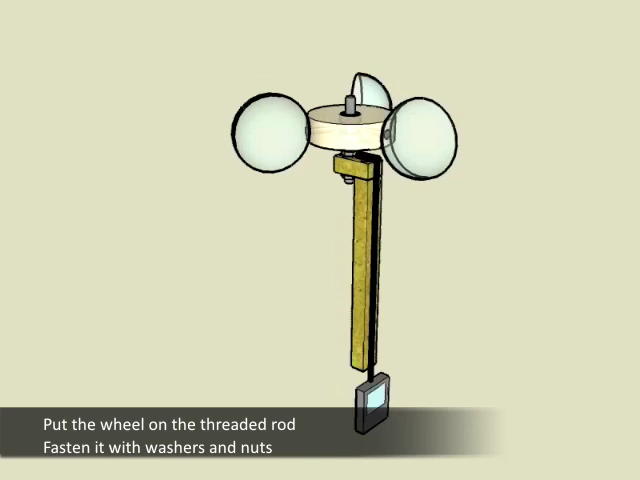 Put the wheel on the threaded rod
Fasten it with washers and nuts